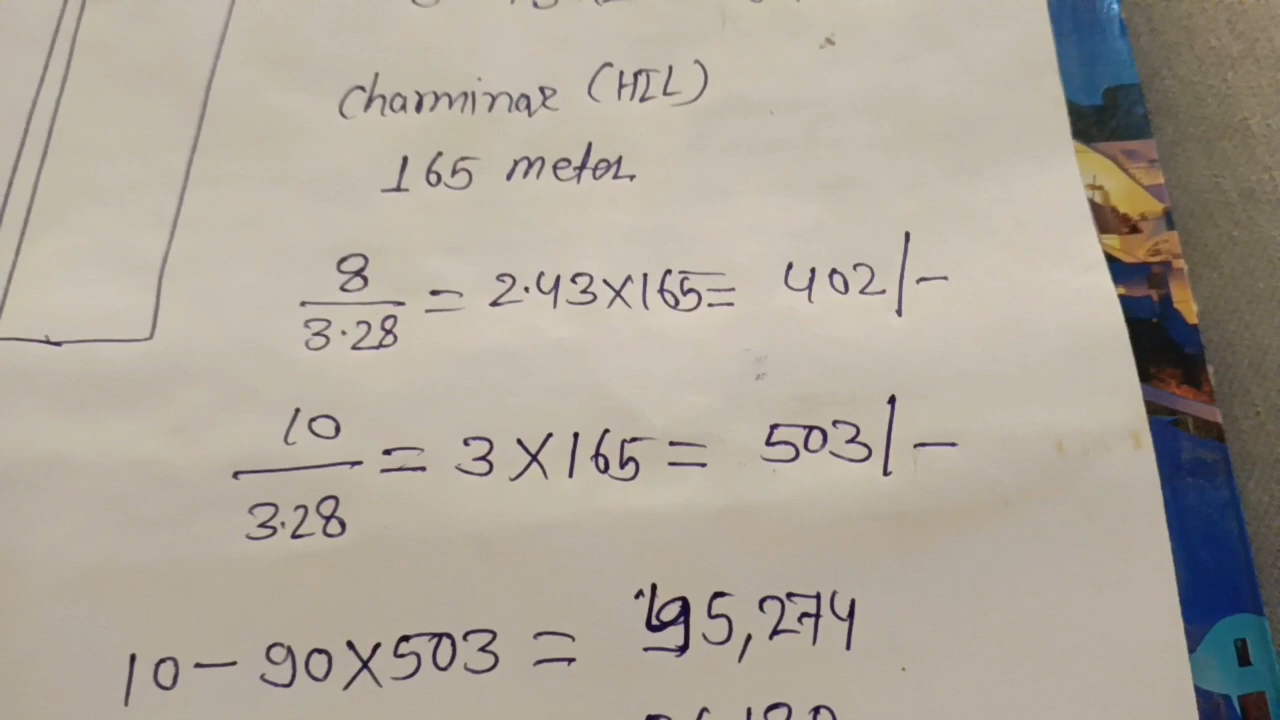 Charminar (HIL)
165 meter
8/3.28 = 2.43×165= 402/-
10/3.28 = 3×165= 503/-
10-90×503 = 95,274